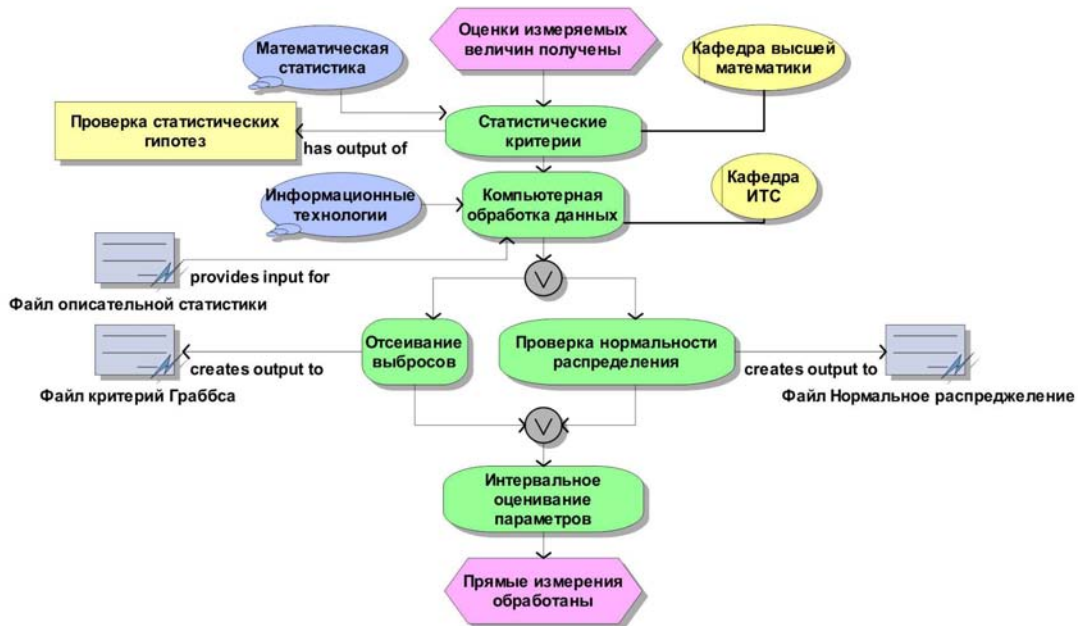 Оценки измеряемых
величин получены
Математическая
статистика
Кафедра высшей
математики
Проверка статистических
гипотез
has output of
Статистические
критерии
Информационные
технологии
Компьютерная
обработка данных
Кафедра
ИТС
provides input for
Файл описательной статистики
V
Отсеивание
выбросов
Проверка нормальности
распределения
creates output to
Файл критерий Граббса
creates output to
Файл Нормальное распреджеление
V
Интервальное
оценивание
параметров
Прямые измерения
обработаны